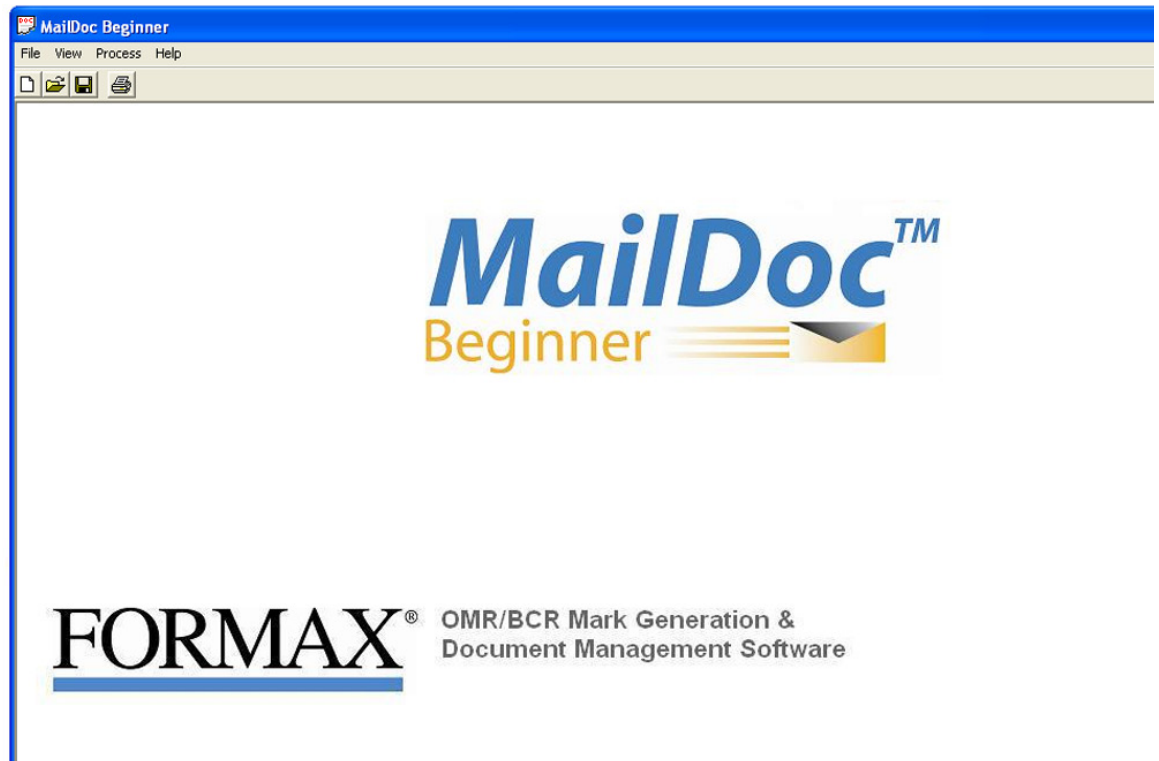 MailDoc Beginner
File View Process Help
MailDoc™
Beginner
FORMAX®
OMR/BCR Mark Generation &
Document Management Software